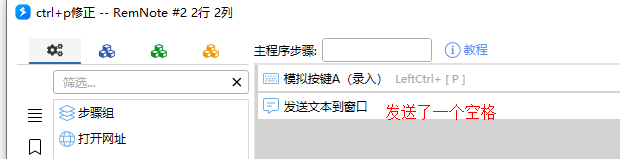 ctrl+p修正 -- RemNote #2 2行 2列
主程序步骤:
教程
筛选...
模拟按键A（录入） LeftCtrl+ [ P ]
步骤组
发送文本到窗口
发送了一个空格
打开网址